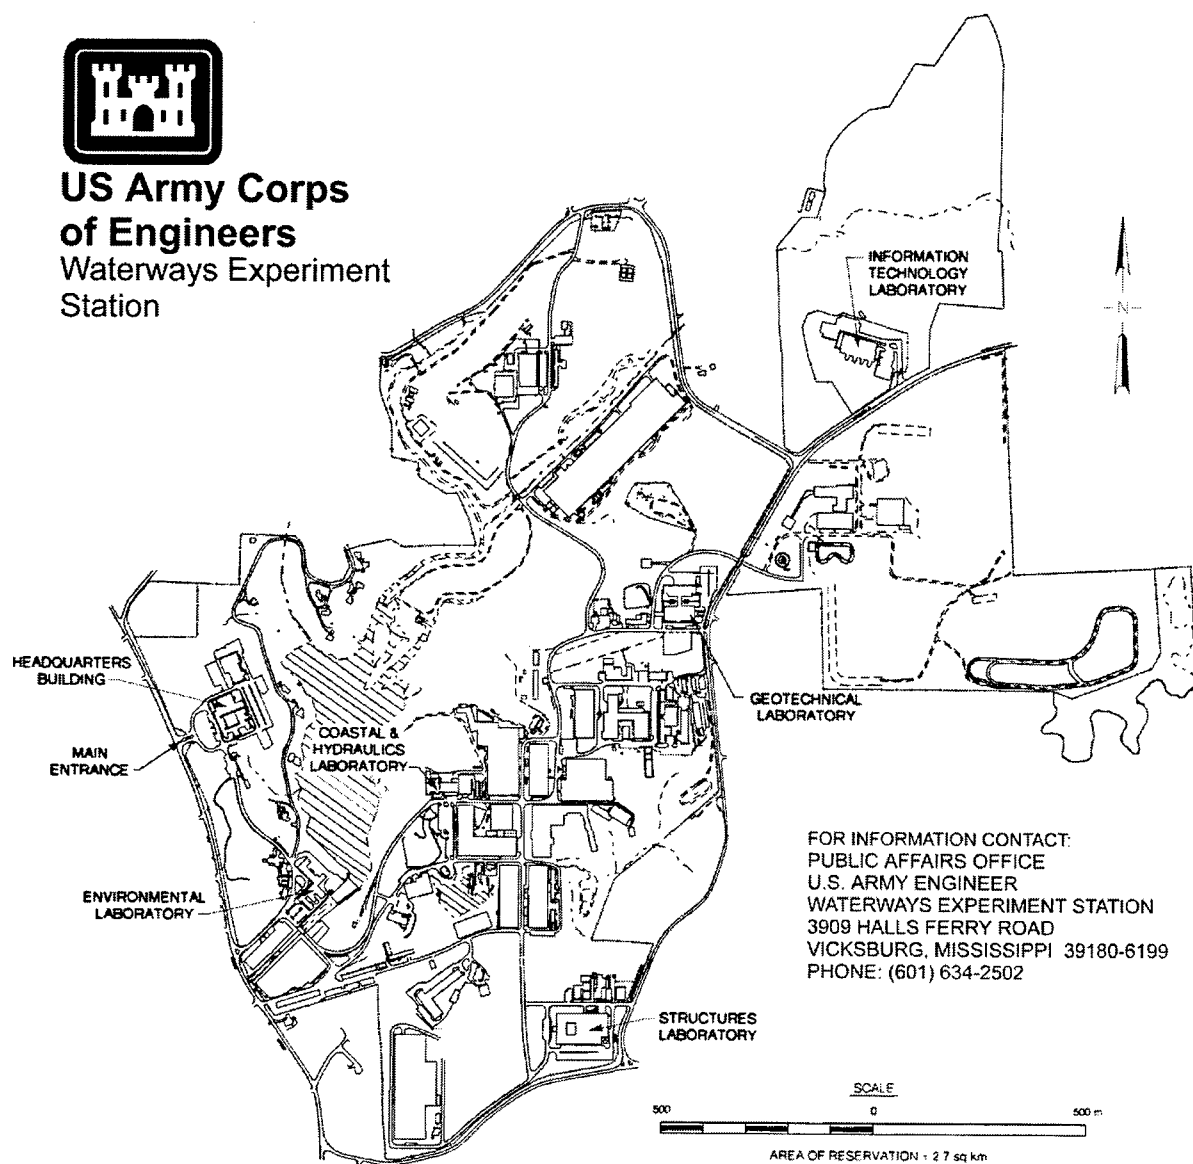 US Army Corps
of Engineers
Waterways Experiment
Station
INFORMATION
TECHNOLOGY
LABORATORY
N
HEADQUARTERS
BUILDING
MAIN
ENTRANCE
COASTAL &
HYDRAULICS
LABORATORY
GEOTECHNICAL
LABORATORY
ENVIRONMENTAL
LABORATORY
FOR INFORMATION CONTACT:
PUBLIC AFFAIRS OFFICE
U.S. ARMY ENGINEER
WATERWAYS EXPERIMENT STATION
3909 HALLS FERRY ROAD
VICKSBURG, MISSISSIPPI 39180-6199
PHONE: (601) 634-2502
STRUCTURES
LABORATORY
SCALE
500 0 500 m
AREA OF RESERVATION = 2.7 sq km